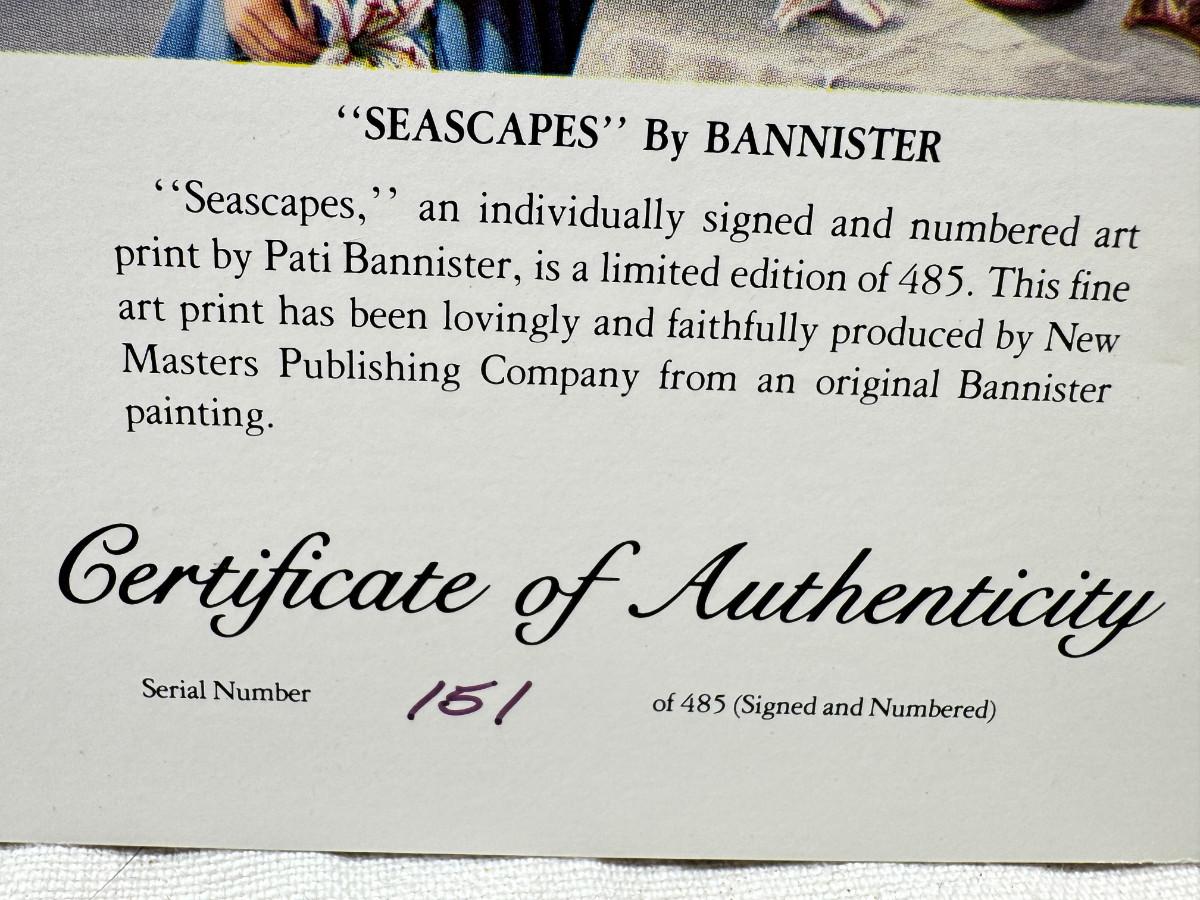 ‘‘SEASCAPES’’ By BANNISTER
‘‘Seascapes,’’ an individually signed and numbered art
print by Pati Bannister, is a limited edition of 485. This fine
art print has been lovingly and faithfully produced by New
Masters Publishing Company from an original Bannister
painting.
Certificate of Authenticity
Serial Number 151 of 485 (Signed and Numbered)